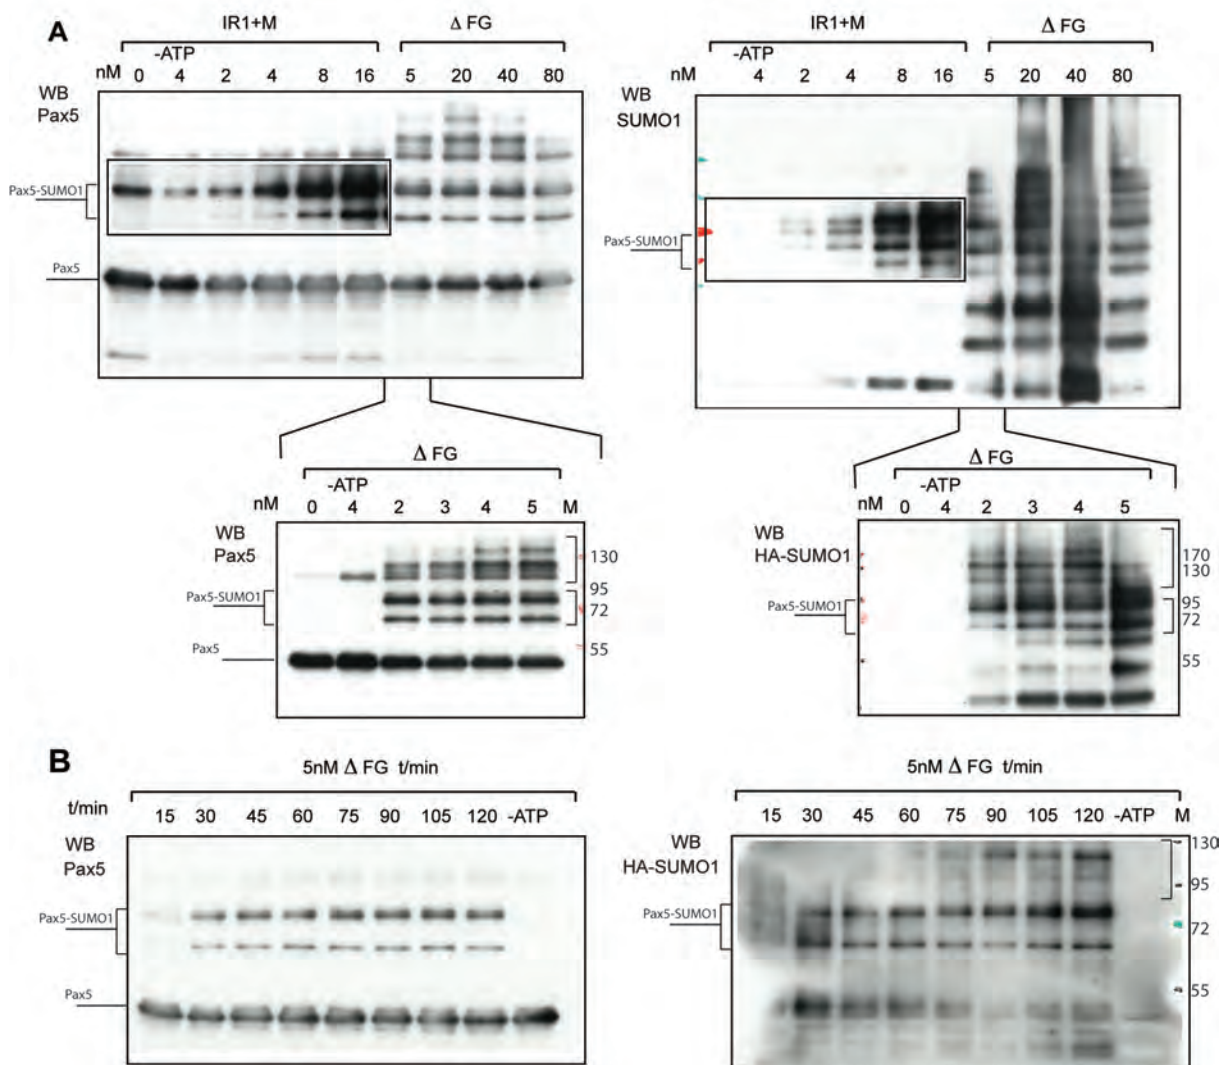 A
IR1+M
Δ FG
-ATP
nM 0 4 2 4 8 16 5 20 40 80
WB
Pax5
Pax5-SUMO1
Pax5
IR1+M
Δ FG
-ATP
nM 4 2 4 8 16 5 20 40 80
WB
SUMO1
Pax5-SUMO1
Δ FG
-ATP
nM 0 4 2 3 4 5 M
WB
Pax5
130
Pax5-SUMO1
95
72
Pax5
55
Δ FG
-ATP
nM 0 4 2 3 4 5
WB
HA-SUMO1
170
130
Pax5-SUMO1
95
72
55
B
5nM Δ FG t/min
t/min 15 30 45 60 75 90 105 120 -ATP
WB
Pax5
Pax5-SUMO1
Pax5
5nM Δ FG t/min
15 30 45 60 75 90 105 120 -ATP M
WB
HA-SUMO1
130
95
Pax5-SUMO1
72
55